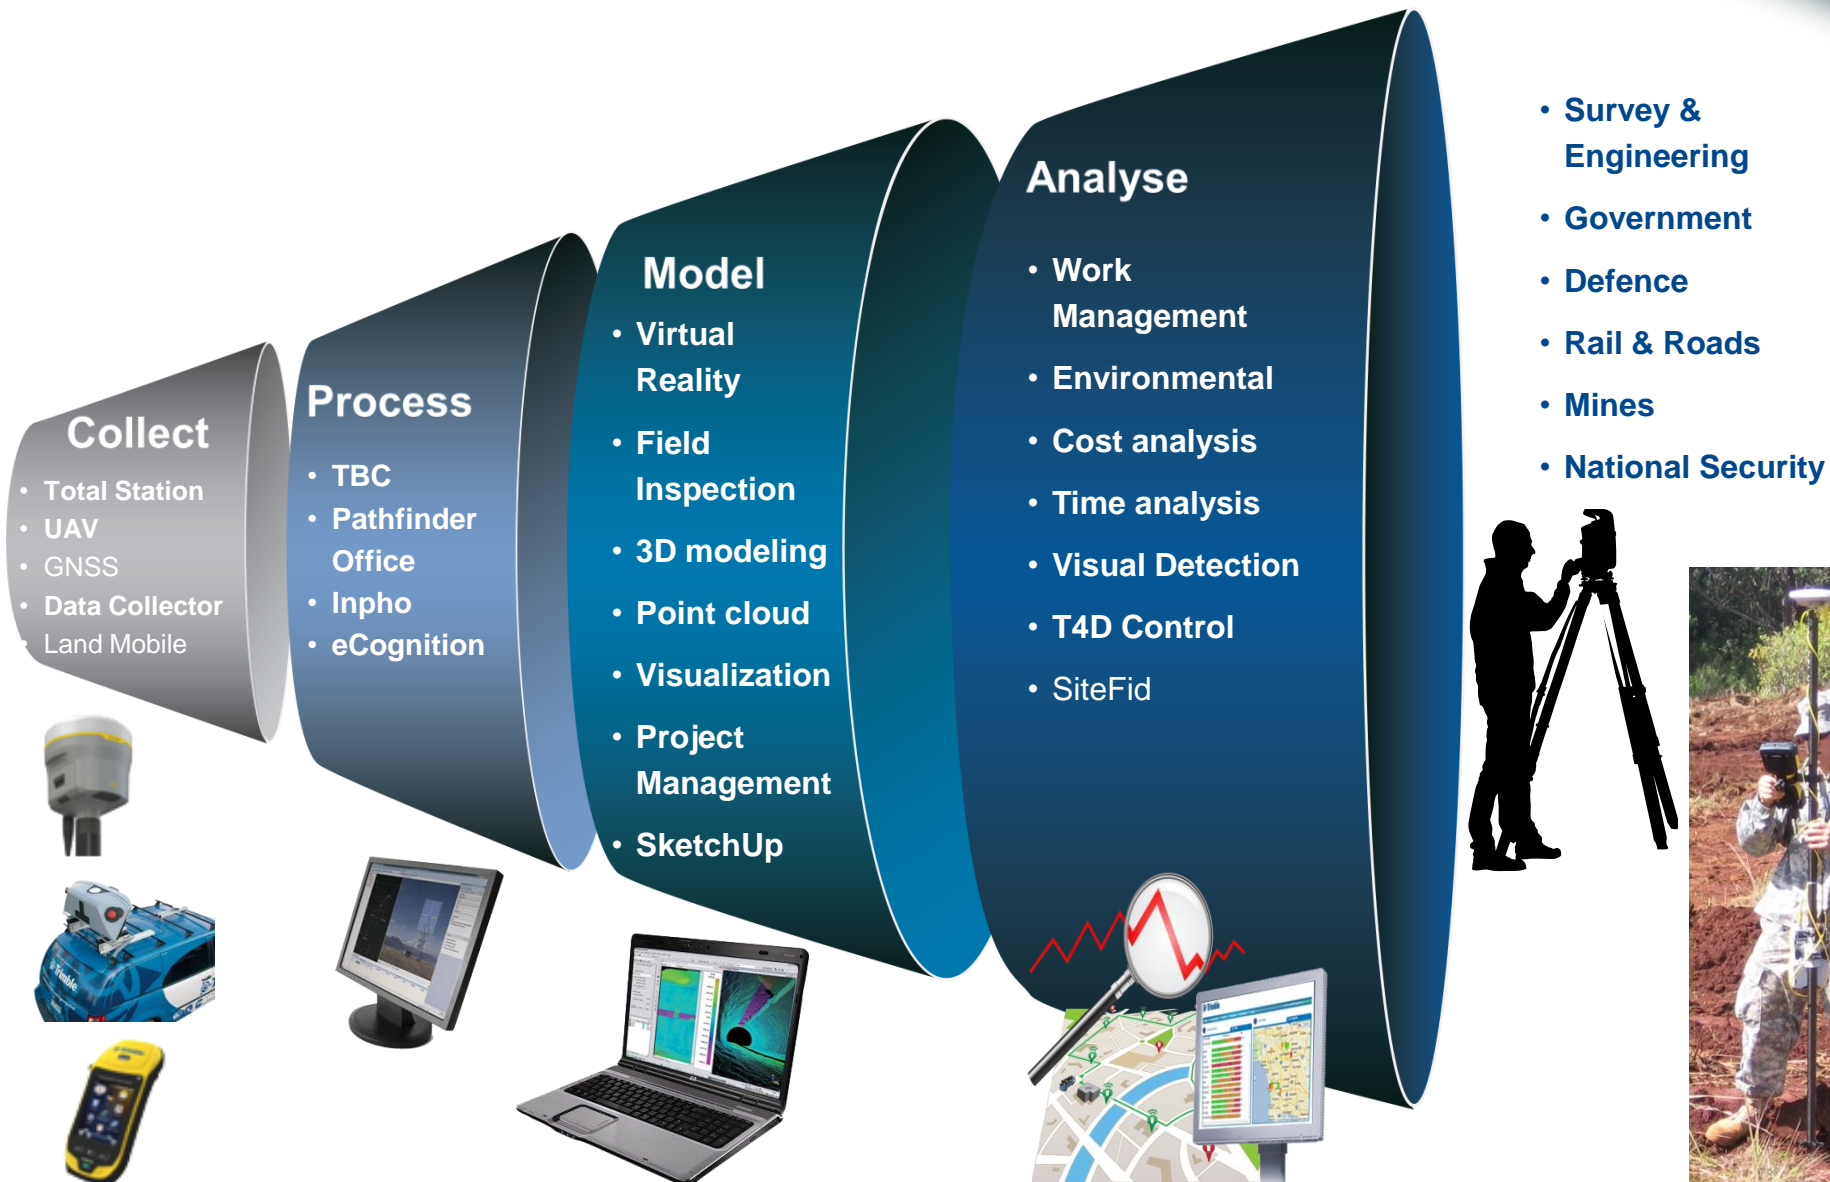 Collect
• Total Station
• UAV
• GNSS
• Data Collector
• Land Mobile
Process
• TBC
• Pathfinder
Office
• Inpho
• eCognition
Model
• Virtual
Reality
• Field
Inspection
• 3D modeling
• Point cloud
• Visualization
• Project
Management
• SketchUp
Analyse
• Work
Management
• Environmental
• Cost analysis
• Time analysis
• Visual Detection
• T4D Control
• SiteFid
• Survey &
Engineering
• Government
• Defence
• Rail & Roads
• Mines
• National Security
Trimble
Trimble